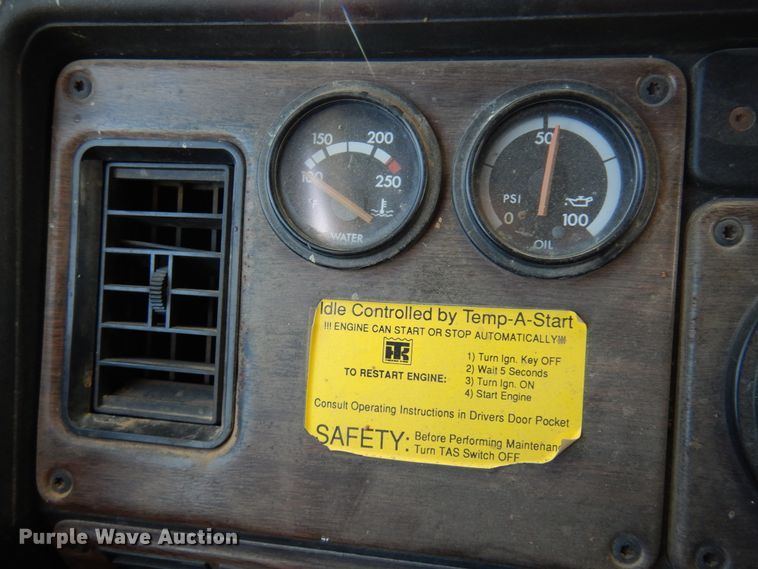 150 200
100 250
F
WATER
50
PSI
0 100
OIL
Idle Controlled by Temp-A-Start
!!! ENGINE CAN START OR STOP AUTOMATICALLY!!!!
TK
TO RESTART ENGINE:
1) Turn Ign. Key OFF
2) Wait 5 Seconds
3) Turn Ign. ON
4) Start Engine
Consult Operating Instructions in Drivers Door Pocket
SAFETY: Before Performing Maintenanc
Turn TAS Switch OFF
Purple Wave Auction